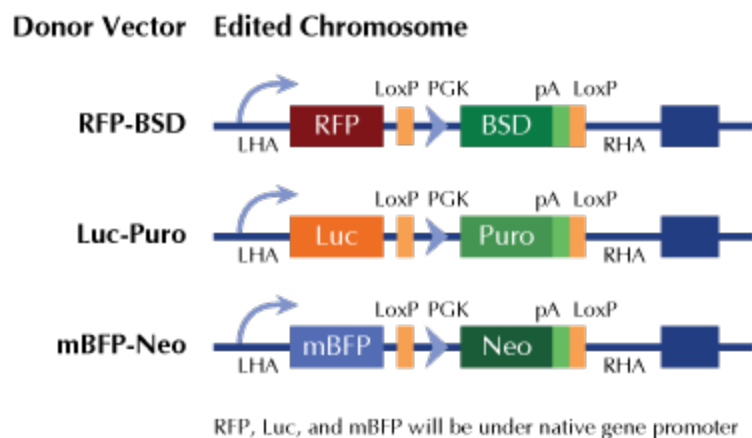 Donor Vector Edited Chromosome
LoxP PGK pA LoxP
RFP-BSD RFP BSD
LHA RHA
LoxP PGK pA LoxP
Luc-Puro Luc Puro
LHA RHA
LoxP PGK pA LoxP
mBFP-Neo mBFP Neo
LHA RHA
RFP, Luc, and mBFP will be under native gene promoter